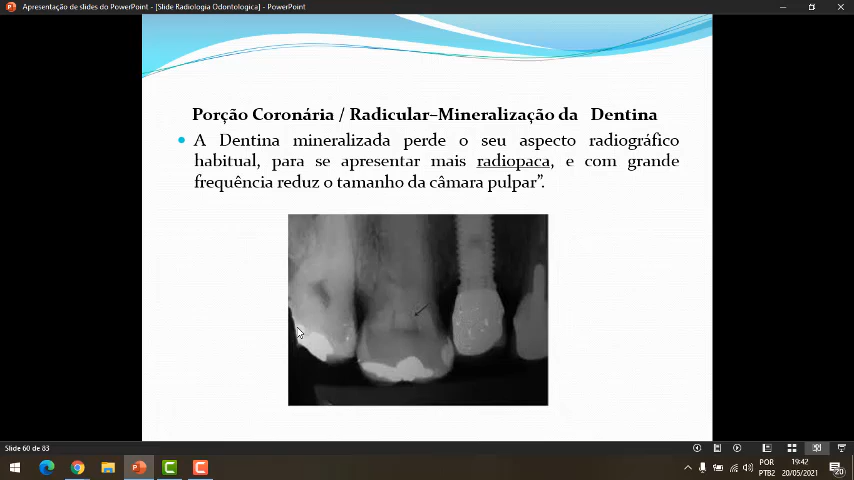 Apresentação de slides do PowerPoint - [Slide Radiologia Odontologica] - PowerPoint
Porção Coronária / Radicular–Mineralização da Dentina
A Dentina mineralizada perde o seu aspecto radiográfico
habitual, para se apresentar mais radiopaca, e com grande
frequência reduz o tamanho da câmara pulpar”.
Slide 60 de 83
POR
PTB2
19:42
20/05/2021
20